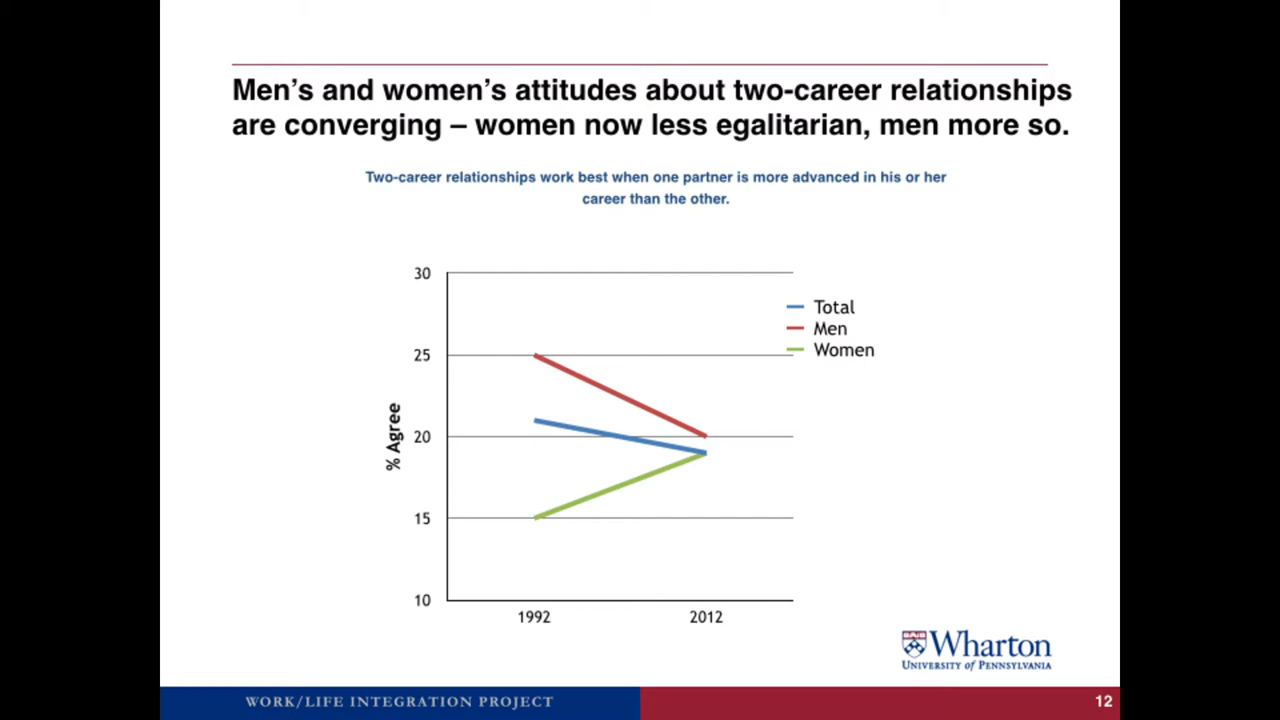 Men’s and women’s attitudes about two-career relationships
are converging – women now less egalitarian, men more so.
Two-career relationships work best when one partner is more advanced in his or her
career than the other.
30
25
20
15
10
% Agree
1992
2012
Total
Men
Women
Wharton
UNIVERSITY OF PENNSYLVANIA
WORK/LIFE INTEGRATION PROJECT
12